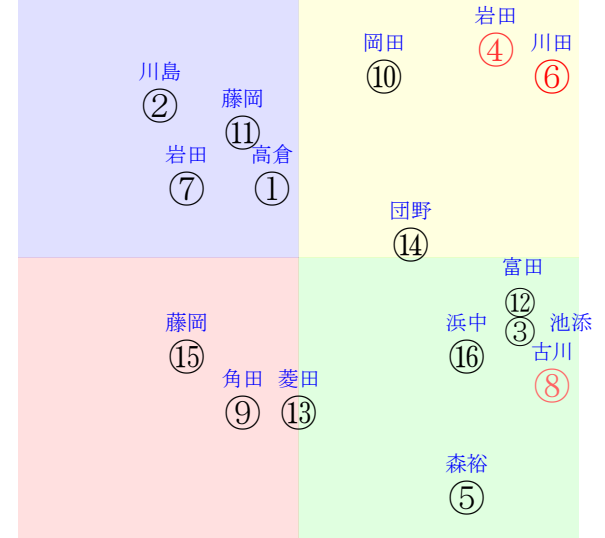 岩田
④
岡田
⑩
川田
⑥
川島
②
藤岡
⑪
岩田
⑦
高倉
①
団野
⑭
富田
⑫
藤岡
⑮
浜中
⑯
③ 池添
古川
⑧
角田
⑨
菱田
⑬
森裕
⑤